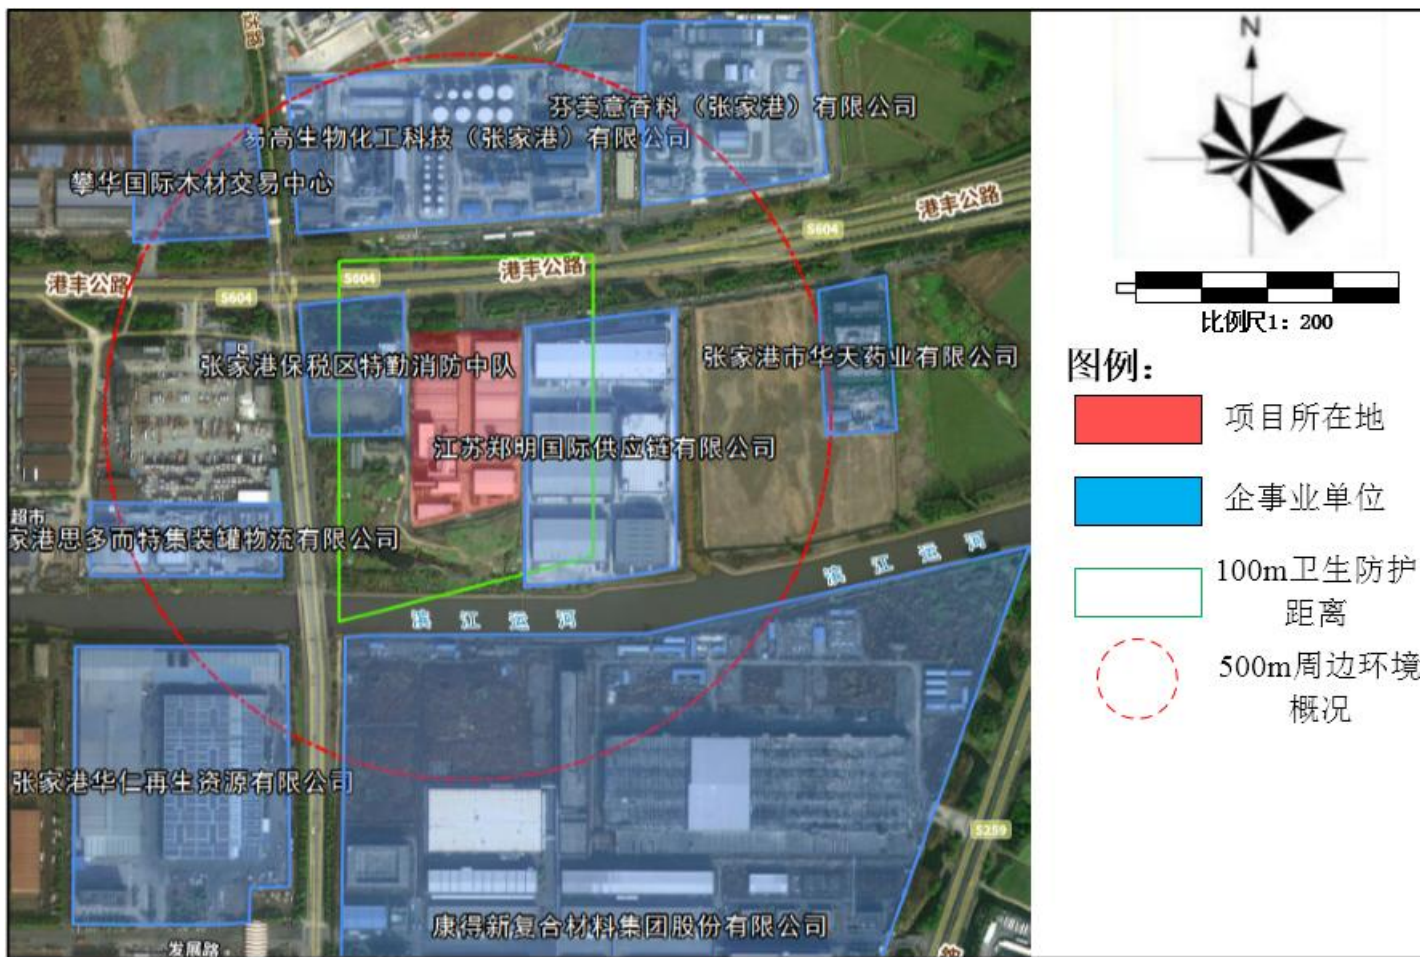 达路
N
芬美意香料（张家港）有限公司
易高生物化工科技（张家港）有限公司
攀华国际木材交易中心
港丰公路
S604
港丰公路
S604
港丰公路
S604
比例尺1：200
张家港保税区特勤消防中队
张家港市华天药业有限公司
图例：
项目所在地
江苏郑明国际供应链有限公司
企事业单位
超市
家港思多而特集装罐物流有限公司
滨江运河
100m卫生防护
距离
滨江运河
500m周边环境
概况
张家港华仁再生资源有限公司
S259
康得新复合材料集团股份有限公司
发展路